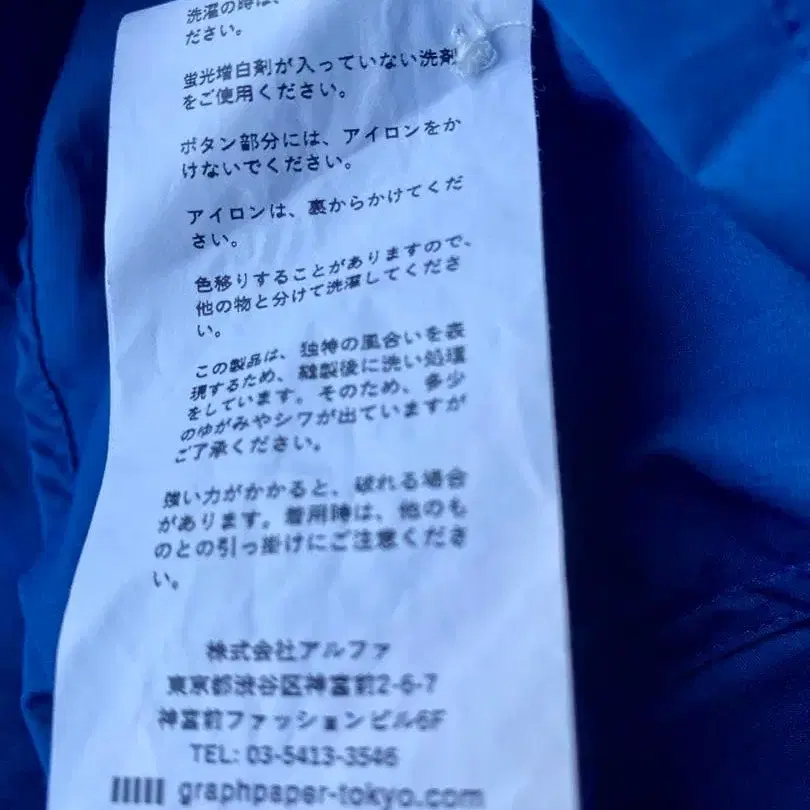 洗濯の時は、
ださい。
蛍光増白剤が入っていない洗剤
をご使用ください。
ボタン部分には、アイロンをか
けないでください。
アイロンは、裏からかけてくだ
さい。
色移りすることがありますので、
他の物と分けて洗濯してくださ
い。
この製品は、独特の風合いを表
現するため、縫製後に洗い処理
をしています。そのため、多少
のゆがみやシワが出ていますが
ご了承ください。
強い力がかかると、破れる場合
があります。着用時は、他のも
のとの引っ掛けにご注意くださ
い。
株式会社アルファ
東京都渋谷区神宮前2-6-7
神宮前ファッションビル6F
TEL: 03-5413-3546
graphpaper-tokyo.com